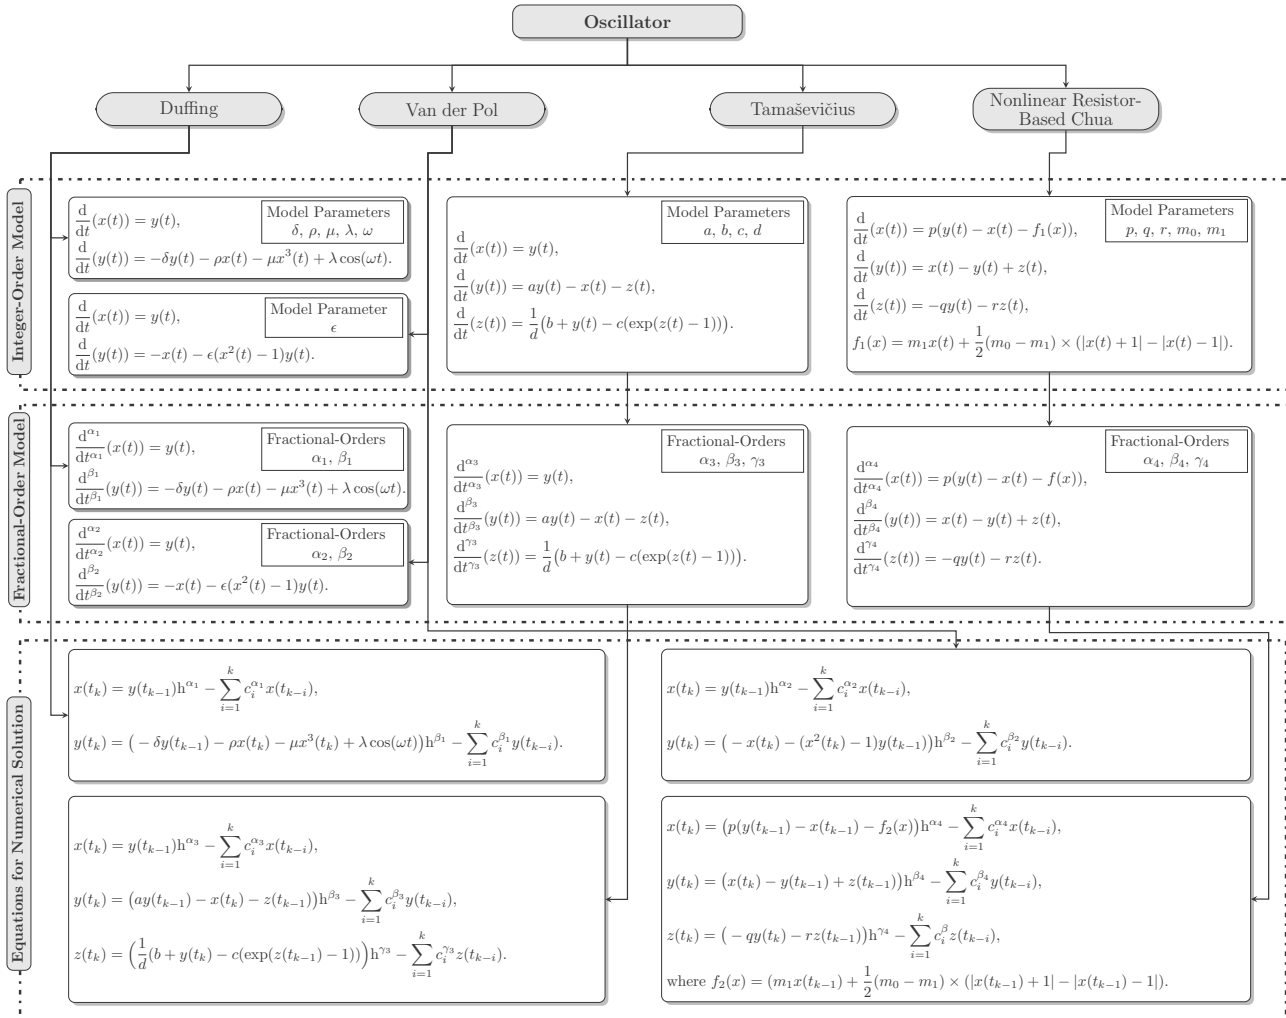 Oscillator
Duffing
Van der Pol
Tamaševičius
Nonlinear Resistor-
Based Chua
Integer-Order Model
d/dt (x(t)) = y(t),
d/dt (y(t)) = −δy(t) − ρx(t) − μx³(t) + λ cos(ωt).
Model Parameters
δ, ρ, μ, λ, ω
d/dt (x(t)) = y(t),
d/dt (y(t)) = −x(t) − ϵ(x²(t) − 1)y(t).
Model Parameter
ϵ
Model Parameters
a, b, c, d
d/dt (x(t)) = y(t),
d/dt (y(t)) = ay(t) − x(t) − z(t),
d/dt (z(t)) = 1/d (b + y(t) − c(exp(z(t) − 1))).
Model Parameters
p, q, r, m₀, m₁
d/dt (x(t)) = p(y(t) − x(t) − f₁(x)),
d/dt (y(t)) = x(t) − y(t) + z(t),
d/dt (z(t)) = −qy(t) − rz(t),
f₁(x) = m₁x(t) + 1/2 (m₀ − m₁) × (|x(t) + 1| − |x(t) − 1|).
Fractional-Order Model
d^{α₁}/dt^{α₁} (x(t)) = y(t),
d^{β₁}/dt^{β₁} (y(t)) = −δy(t) − ρx(t) − μx³(t) + λ cos(ωt).
Fractional-Orders
α₁, β₁
d^{α₂}/dt^{α₂} (x(t)) = y(t),
d^{β₂}/dt^{β₂} (y(t)) = −x(t) − ϵ(x²(t) − 1)y(t).
Fractional-Orders
α₂, β₂
Fractional-Orders
α₃, β₃, γ₃
d^{α₃}/dt^{α₃} (x(t)) = y(t),
d^{β₃}/dt^{β₃} (y(t)) = ay(t) − x(t) − z(t),
d^{γ₃}/dt^{γ₃} (z(t)) = 1/d (b + y(t) − c(exp(z(t) − 1))).
Fractional-Orders
α₄, β₄, γ₄
d^{α₄}/dt^{α₄} (x(t)) = p(y(t) − x(t) − f(x)),
d^{β₄}/dt^{β₄} (y(t)) = x(t) − y(t) + z(t),
d^{γ₄}/dt^{γ₄} (z(t)) = −qy(t) − rz(t).
Equations for Numerical Solution
x(t_k) = y(t_{k−1})h^{α₁} − ∑_{i=1}^{k} c_i^{α₁} x(t_{k−i}),
y(t_k) = (− δy(t_{k−1}) − ρx(t_k) − μx³(t_k) + λ cos(ωt))h^{β₁} − ∑_{i=1}^{k} c_i^{β₁} y(t_{k−i}).
x(t_k) = y(t_{k−1})h^{α₂} − ∑_{i=1}^{k} c_i^{α₂} x(t_{k−i}),
y(t_k) = (− x(t_k) − (x²(t_k) − 1)y(t_{k−1}))h^{β₂} − ∑_{i=1}^{k} c_i^{β₂} y(t_{k−i}).
x(t_k) = y(t_{k−1})h^{α₃} − ∑_{i=1}^{k} c_i^{α₃} x(t_{k−i}),
y(t_k) = (ay(t_{k−1}) − x(t_k) − z(t_{k−1}))h^{β₃} − ∑_{i=1}^{k} c_i^{β₃} y(t_{k−i}),
z(t_k) = (1/d (b + y(t_k) − c(exp(z(t_{k−1}) − 1)))h^{γ₃} − ∑_{i=1}^{k} c_i^{γ₃} z(t_{k−i}).
x(t_k) = (p(y(t_{k−1}) − x(t_{k−1}) − f₂(x))h^{α₄} − ∑_{i=1}^{k} c_i^{α₄} x(t_{k−i}),
y(t_k) = (x(t_k) − y(t_{k−1}) + z(t_{k−1}))h^{β₄} − ∑_{i=1}^{k} c_i^{β₄} y(t_{k−i}),
z(t_k) = (− qy(t_k) − rz(t_{k−1}))h^{γ₄} − ∑_{i=1}^{k} c_i^{β} z(t_{k−i}),
where f₂(x) = (m₁x(t_{k−1}) + 1/2 (m₀ − m₁) × (|x(t_{k−1}) + 1| − |x(t_{k−1}) − 1|).